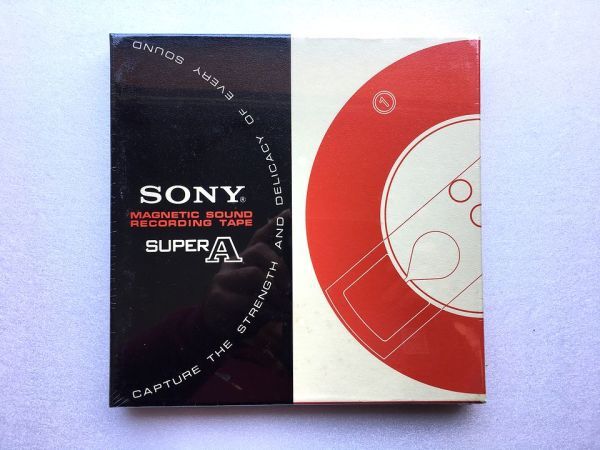 CAPTURE THE STRENGTH AND DELICACY OF EVERY SOUND
SONY®
MAGNETIC SOUND
RECORDING TAPE
SUPER A
1